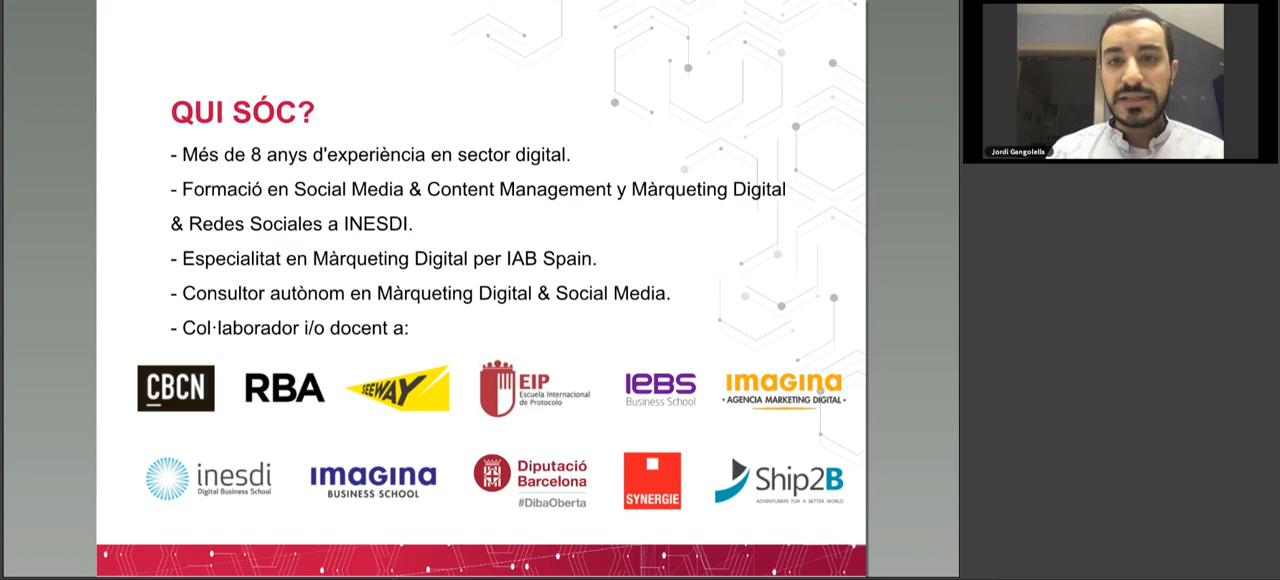 QUI SÓC?
- Més de 8 anys d'experiència en sector digital.
- Formació en Social Media & Content Management y Màrqueting Digital
& Redes Sociales a INESDI.
- Especialitat en Màrqueting Digital per IAB Spain.
- Consultor autònom en Màrqueting Digital & Social Media.
- Col·laborador i/o docent a:
CBCN
RBA
SEEWAY
EIP
Escuela Internacional
de Protocolo
IEBS
Business School
imagina
· AGENCIA MARKETING DIGITAL ·
inesdi
Digital Business School
imagina
BUSINESS SCHOOL
Diputació
Barcelona
#DibaOberta
SYNERGIE
Ship2B
ADVENTURERS FOR A BETTER WORLD
Jordi Gangolells